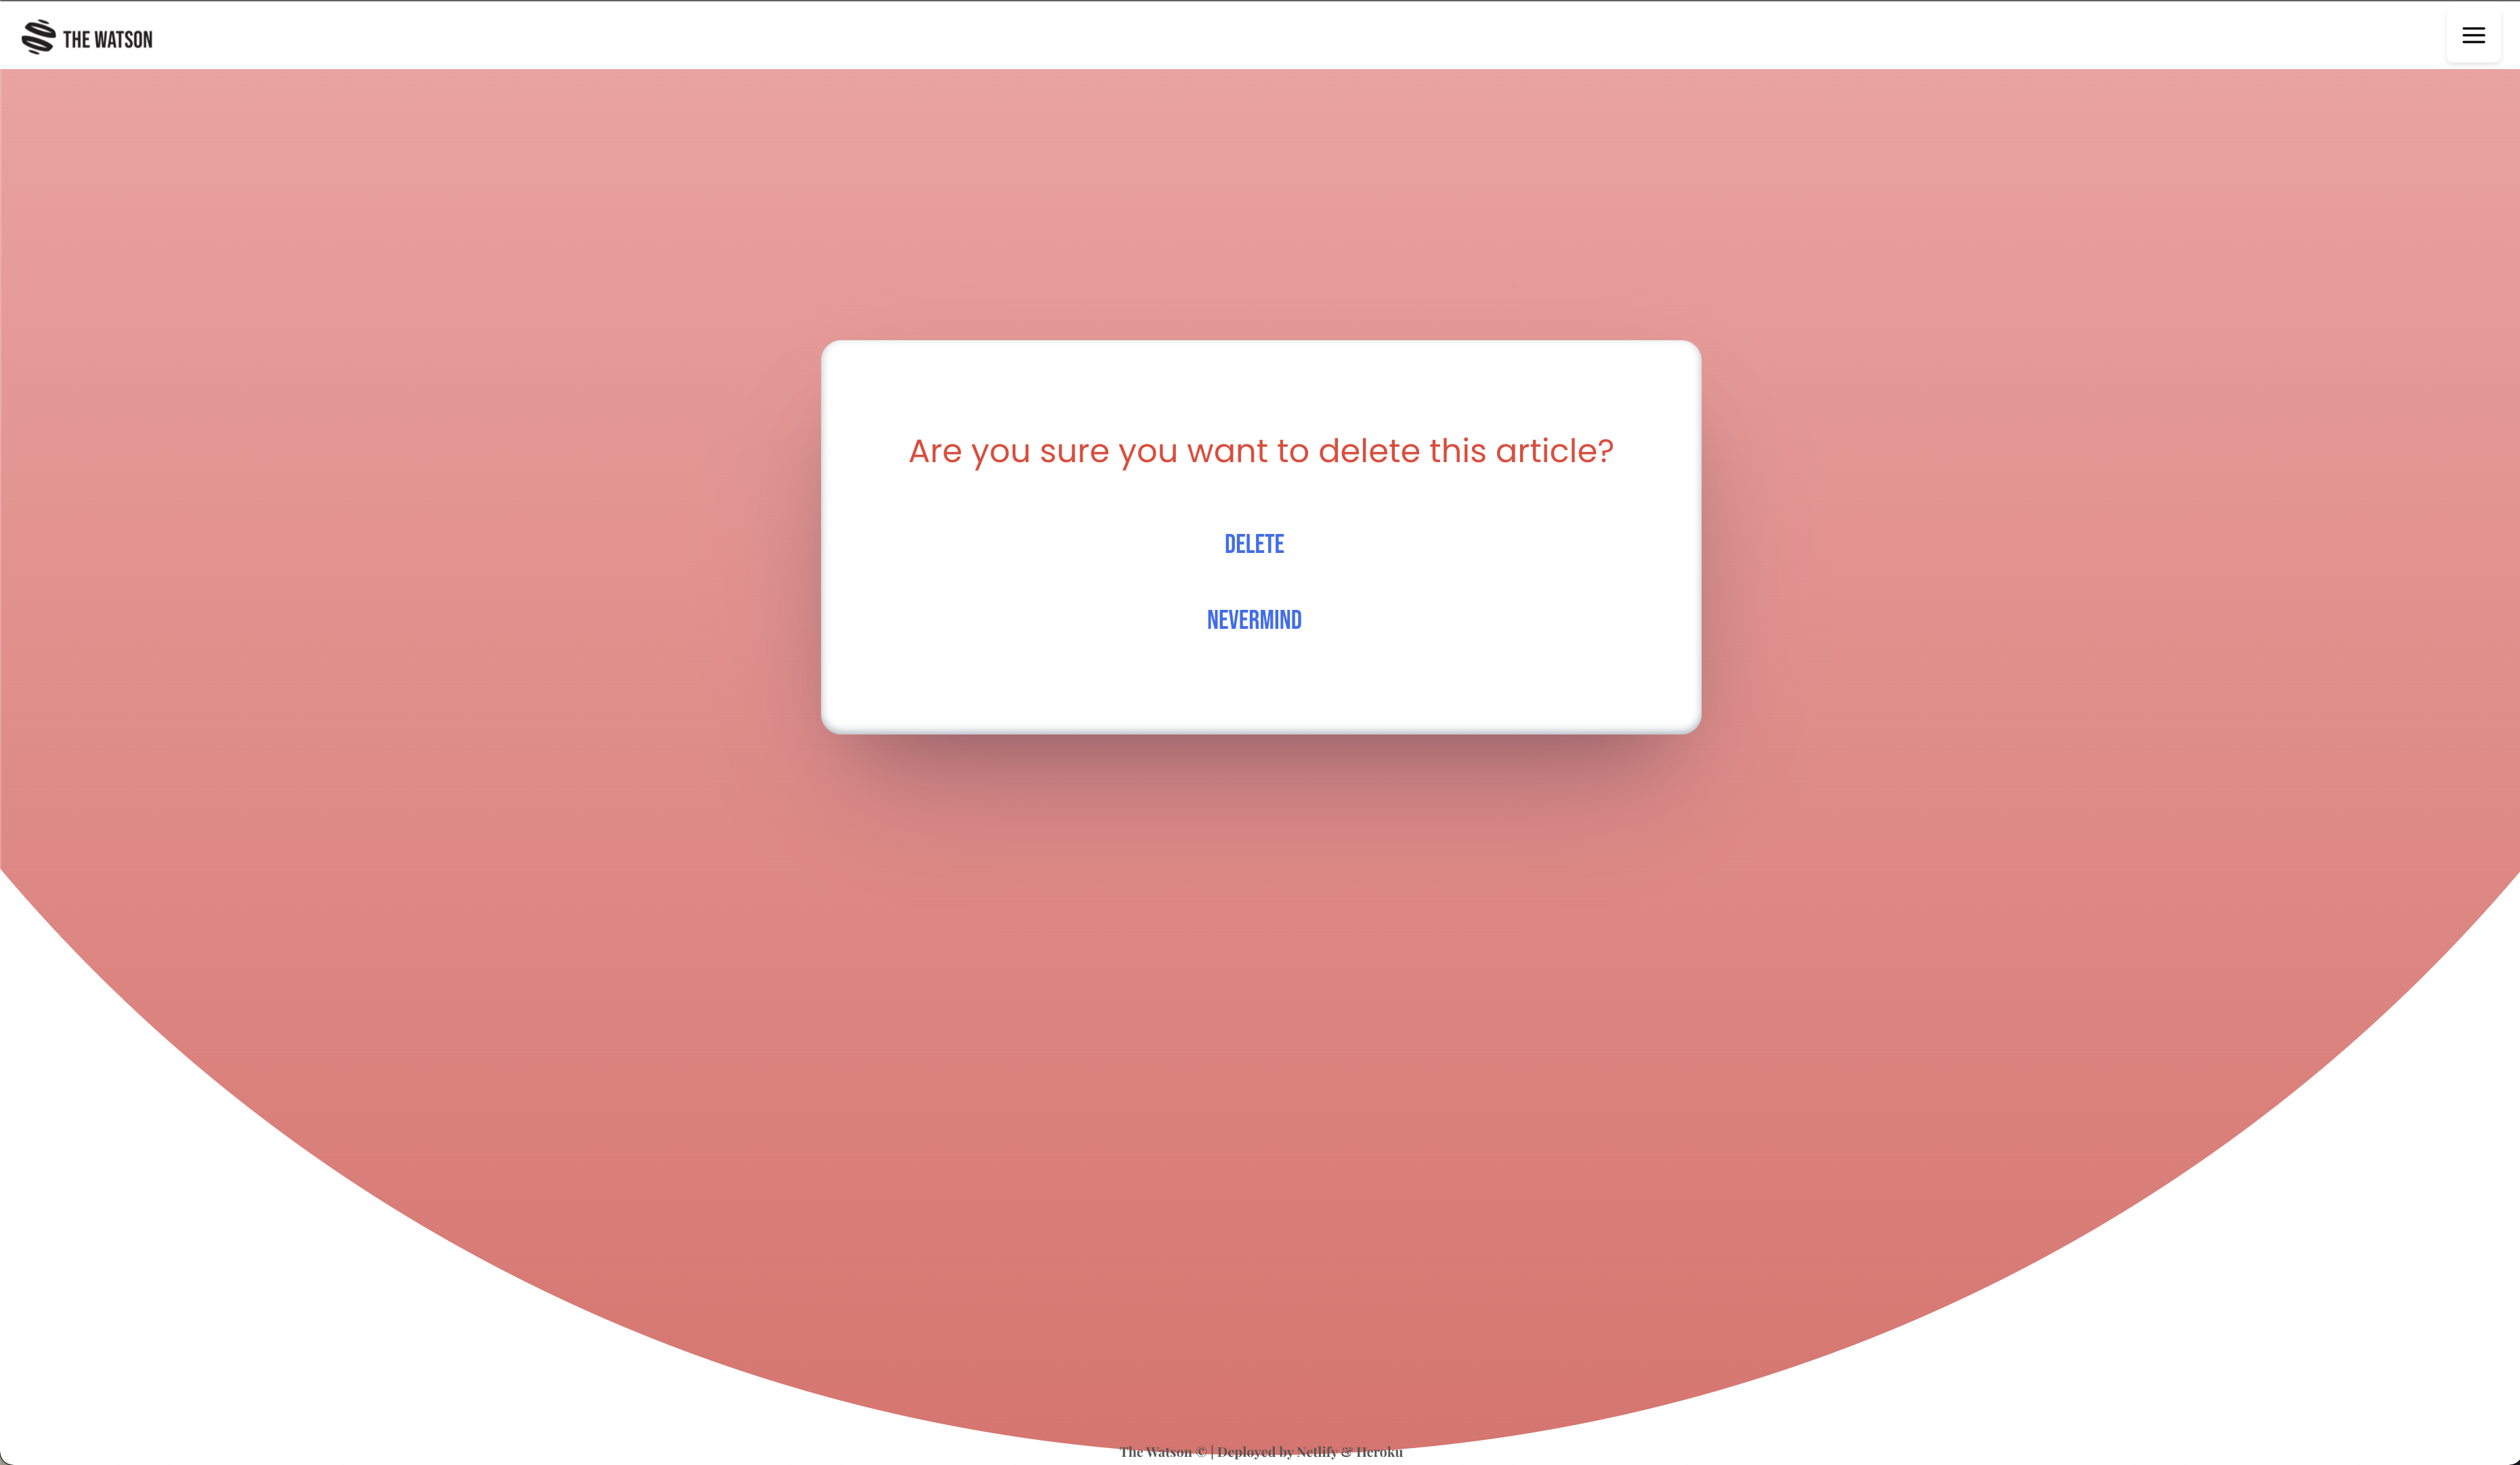 THE WATSON
Are you sure you want to delete this article?
DELETE
NEVERMIND
The Watson © | Deployed by Netlify & Heroku